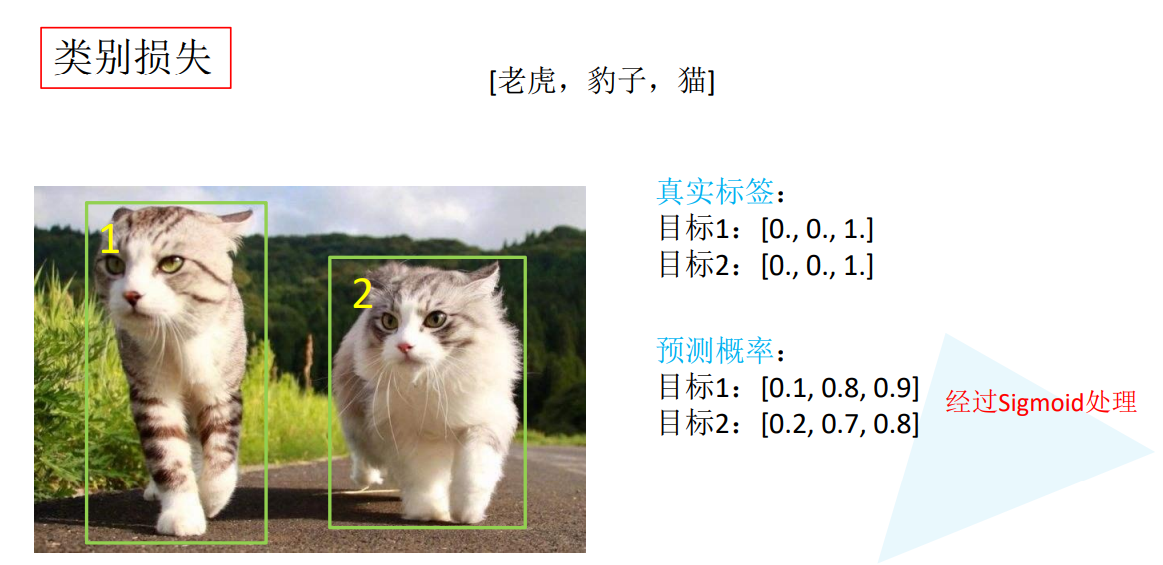 类别损失
[老虎，豹子，猫]
1
2
真实标签：
目标1：[0., 0., 1.]
目标2：[0., 0., 1.]
预测概率：
目标1：[0.1, 0.8, 0.9]
目标2：[0.2, 0.7, 0.8]
经过Sigmoid处理